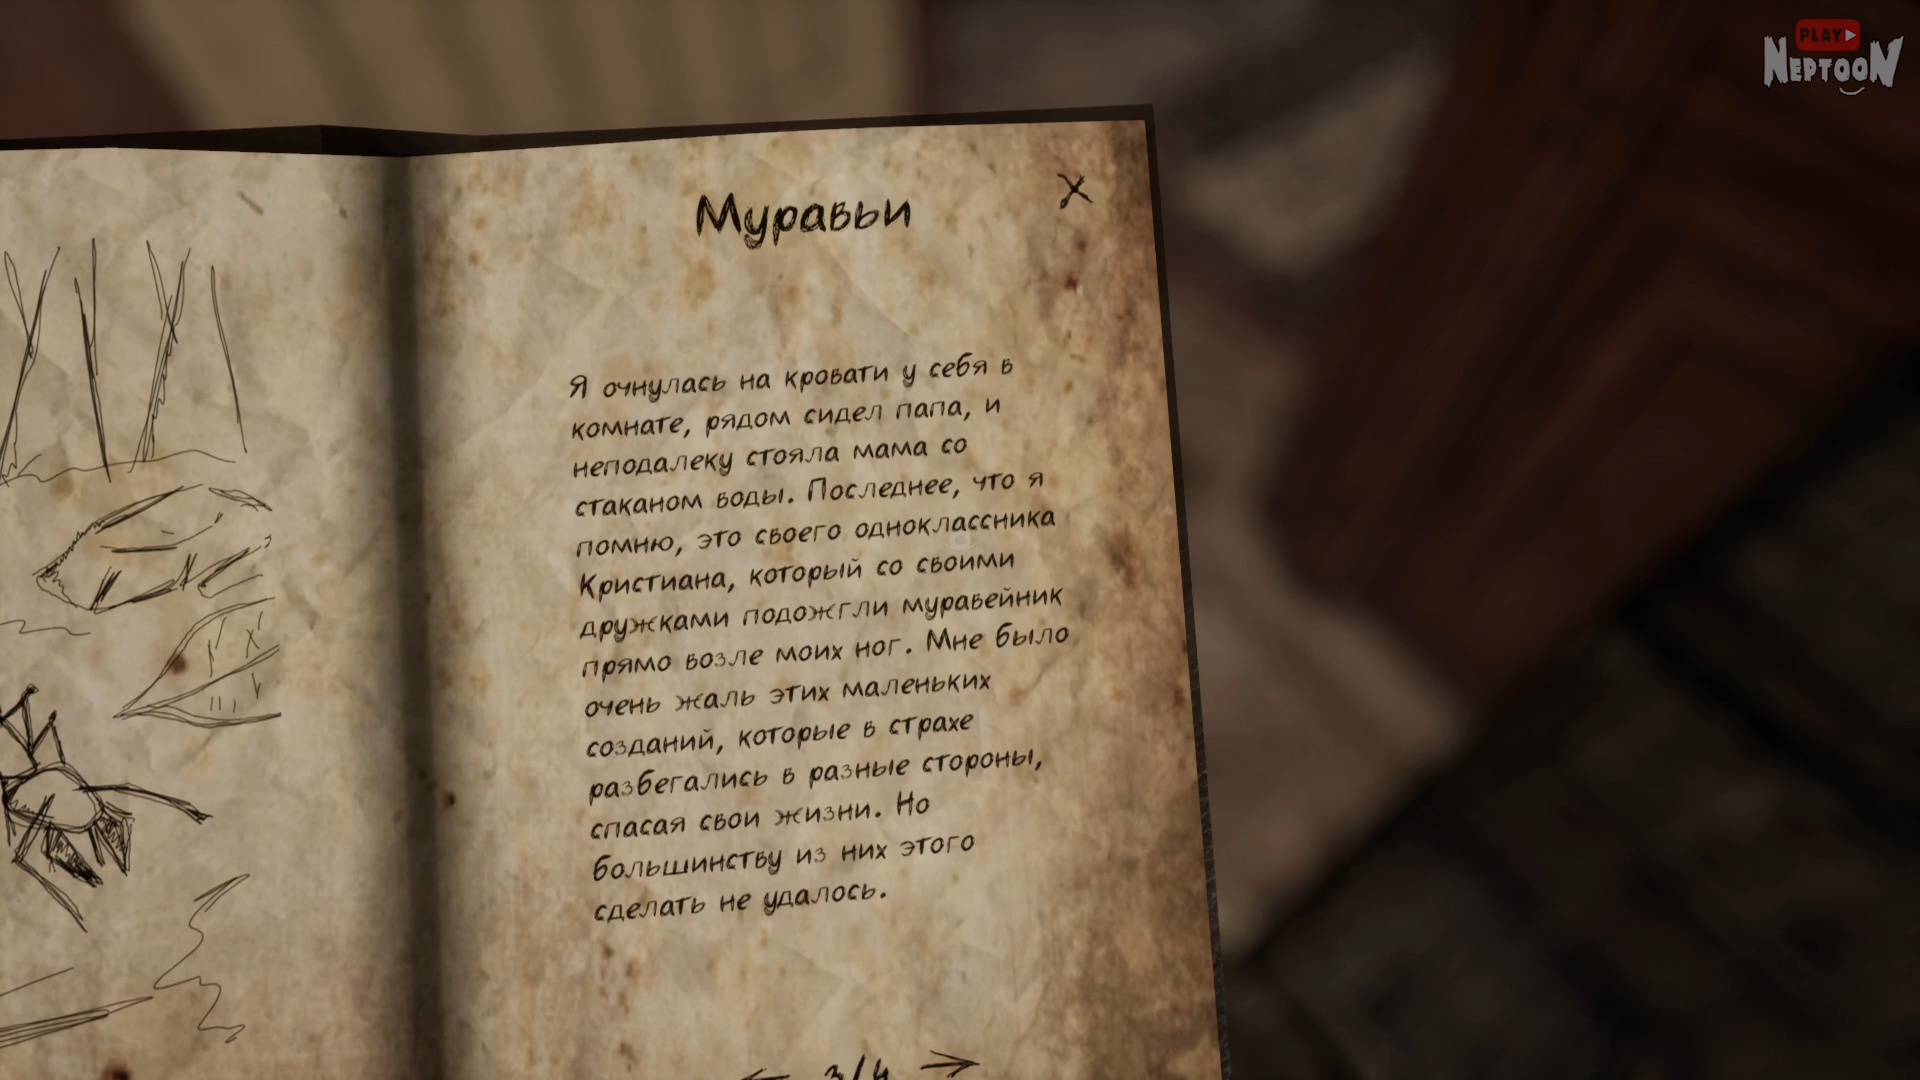 PLAY
NEPTOON
Муравьи
X
Я очнулась на кровати у себя в
комнате, рядом сидел папа, и
неподалеку стояла мама со
стаканом воды. Последнее, что я
помню, это своего одноклассника
Кристиана, который со своими
дружками подожгли муравейник
прямо возле моих ног. Мне было
очень жаль этих маленьких
созданий, которые в страхе
разбегались в разные стороны,
спасая свои жизни. Но
большинству из них этого
сделать не удалось.
← 3/4 →